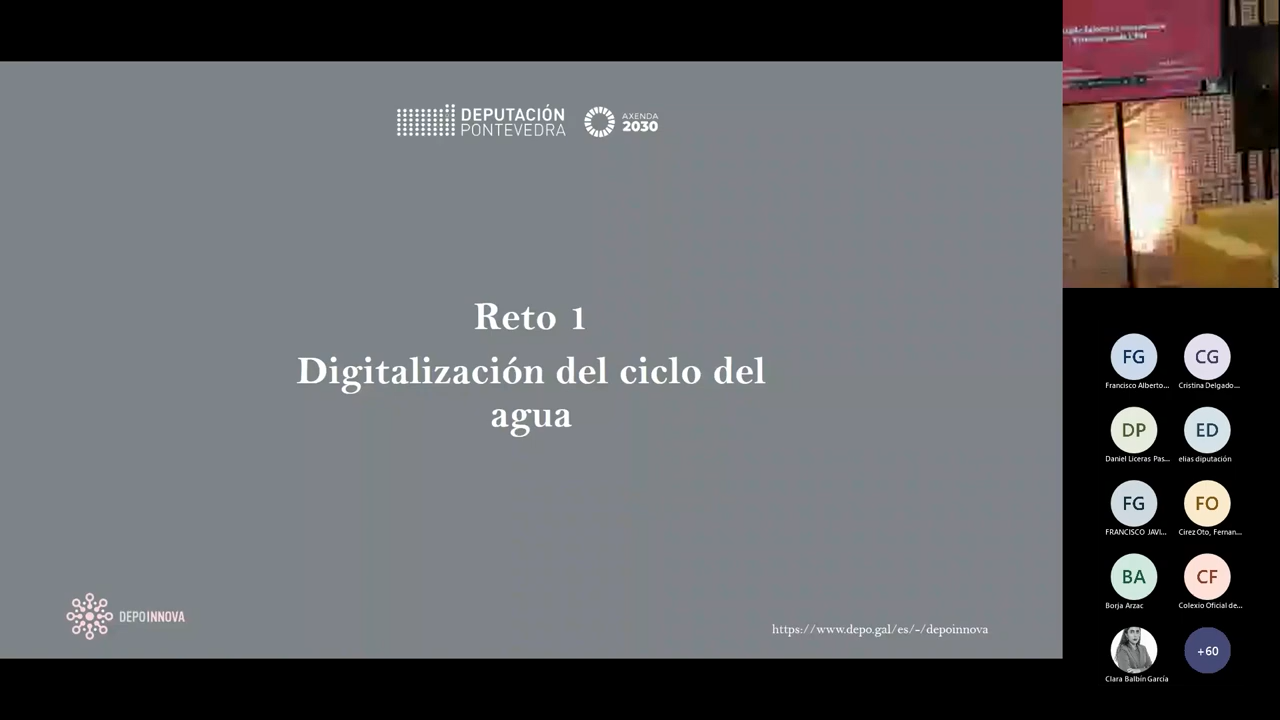 DEPUTACIÓN
PONTEVEDRA
AXENDA
2030
Reto 1
Digitalización del ciclo del
agua
DEPOINNOVA
https://www.depo.gal/es/-/depoinnova
FG
CG
Francisco Alberto...
Cristina Delgado...
DP
ED
Daniel Liceras Pas...
elias diputación
FG
FO
FRANCISCO JAVI...
Cirez Oto, Fernan...
BA
CF
Borja Arzac
Colexio Oficial de...
+60
Clara Balbín García